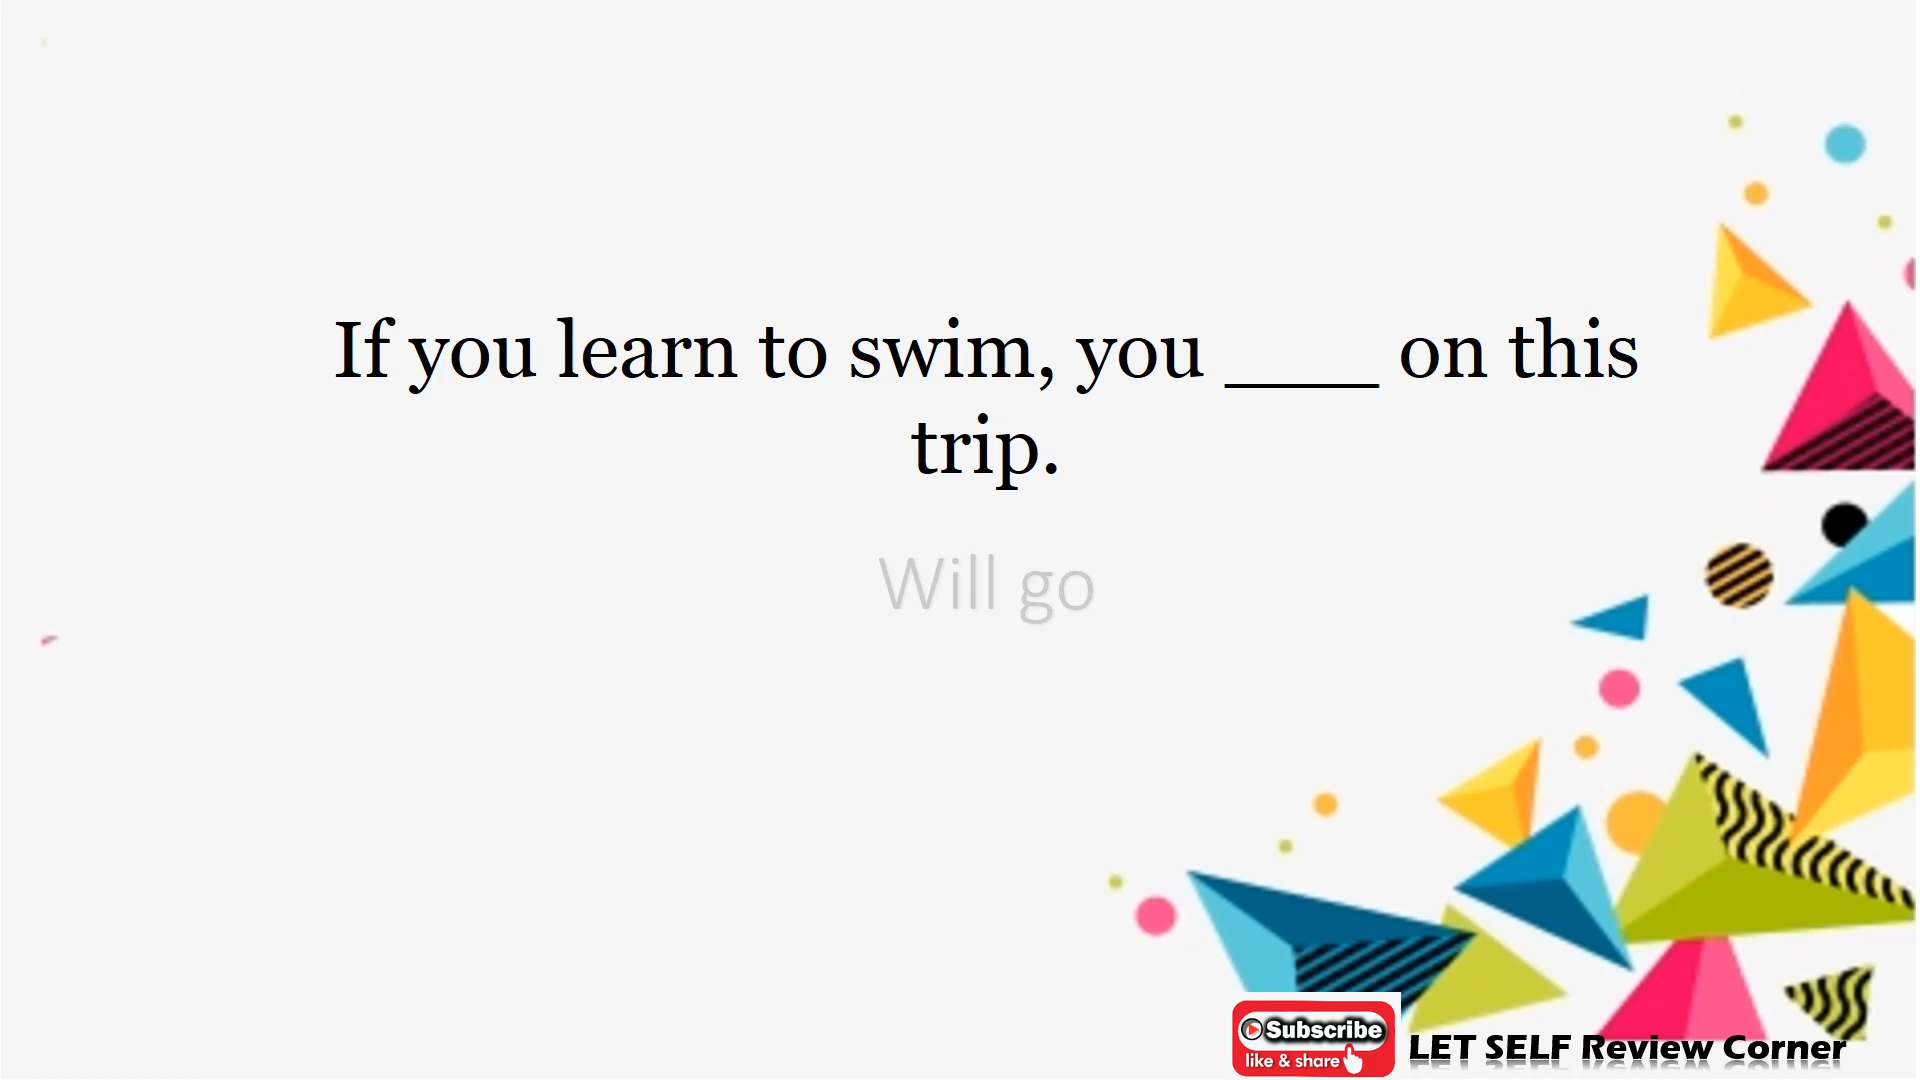 If you learn to swim, you ____ on this
trip.
Will go
Subscribe
like & share
LET SELF Review Corner